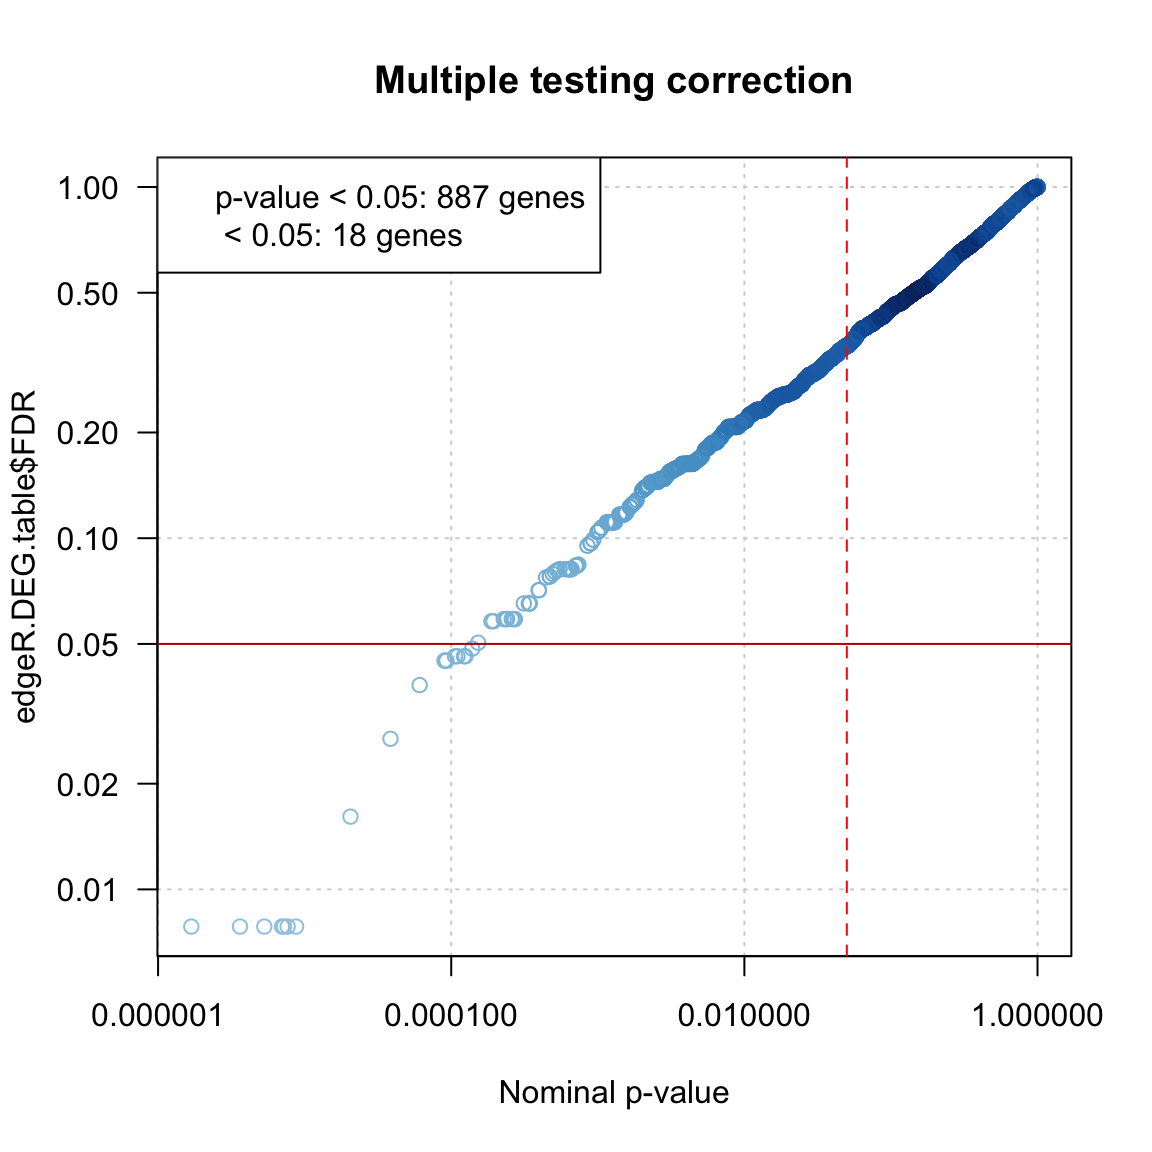 Multiple testing correction
p-value < 0.05: 887 genes
< 0.05: 18 genes
1.00
0.50
0.20
0.10
0.05
0.02
0.01
edgeR.DEG.table$FDR
0.000001
0.000100
0.010000
1.000000
Nominal p-value